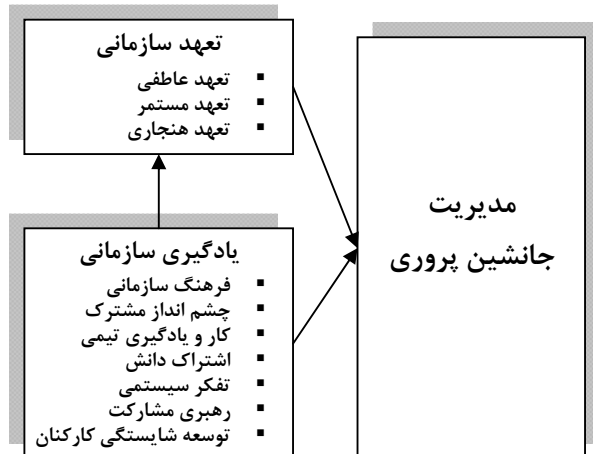 تعهد سازمانی
تعهد عاطفی
تعهد مستمر
تعهد هنجاری
یادگیری سازمانی
فرهنگ سازمانی
چشم انداز مشترک
کار و یادگیری تیمی
اشتراک دانش
تفکر سیستمی
رهبری مشارکت
توسعه شایستگی کارکنان
مدیریت
جانشین پروری